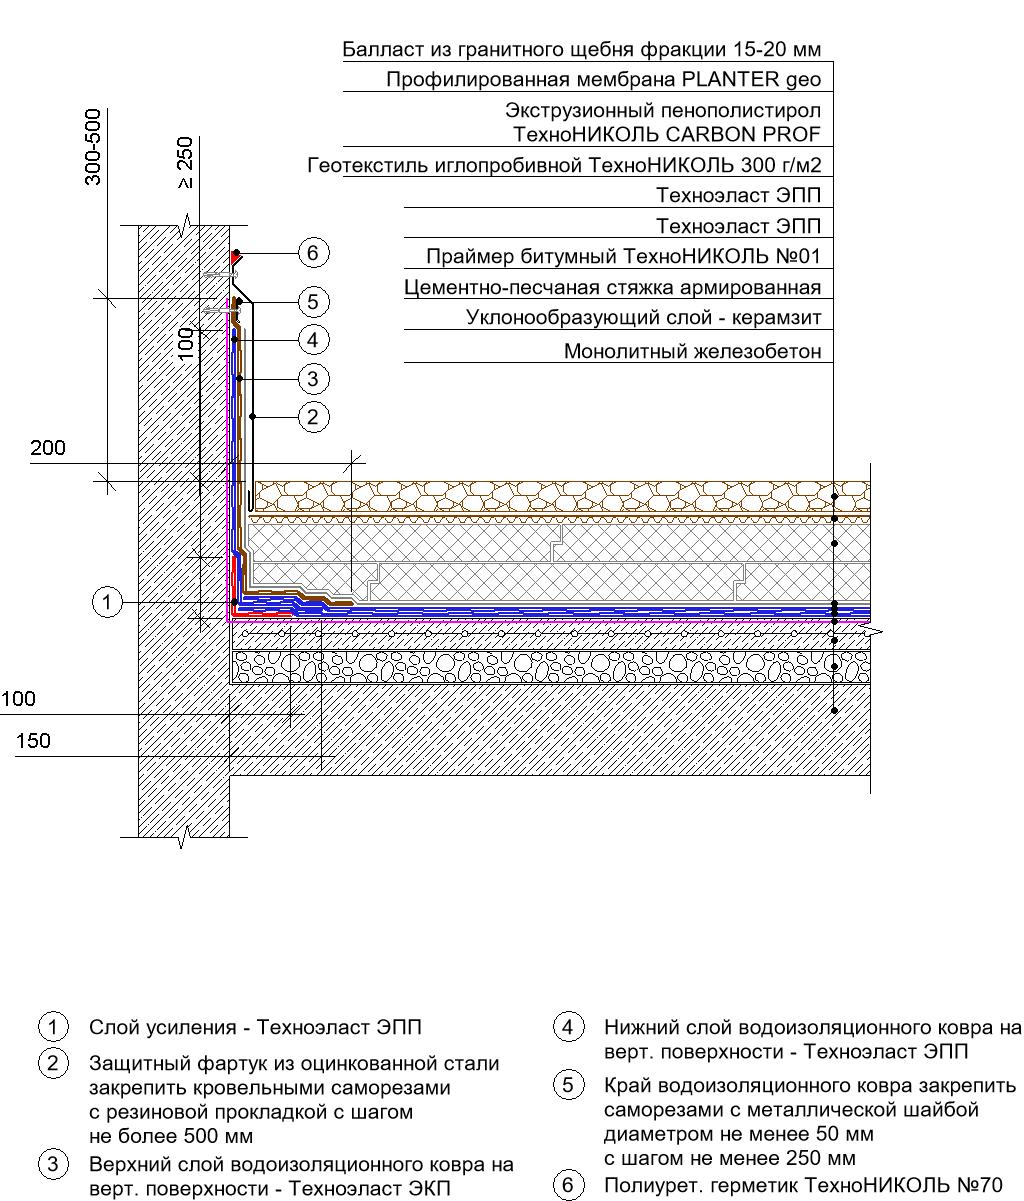 Балласт из гранитного щебня фракции 15-20 мм
Профилированная мембрана PLANTER geo
Экструзионный пенополистирол
ТехноНИКОЛЬ CARBON PROF
Геотекстиль иглопробивной ТехноНИКОЛЬ 300 г/м2
Техноэласт ЭПП
Техноэласт ЭПП
Праймер битумный ТехноНИКОЛЬ №01
Цементно-песчаная стяжка армированная
Уклонообразующий слой - керамзит
Монолитный железобетон
300-500
≥ 250
6
5
4
100
3
2
200
1
100
150
1 Слой усиления - Техноэласт ЭПП
2 Защитный фартук из оцинкованной стали
закрепить кровельными саморезами
с резиновой прокладкой с шагом
не более 500 мм
3 Верхний слой водоизоляционного ковра на
верт. поверхности - Техноэласт ЭКП
4 Нижний слой водоизоляционного ковра на
верт. поверхности - Техноэласт ЭПП
5 Край водоизоляционного ковра закрепить
саморезами с металлической шайбой
диаметром не менее 50 мм
с шагом не менее 250 мм
6 Полиурет. герметик ТехноНИКОЛЬ №70